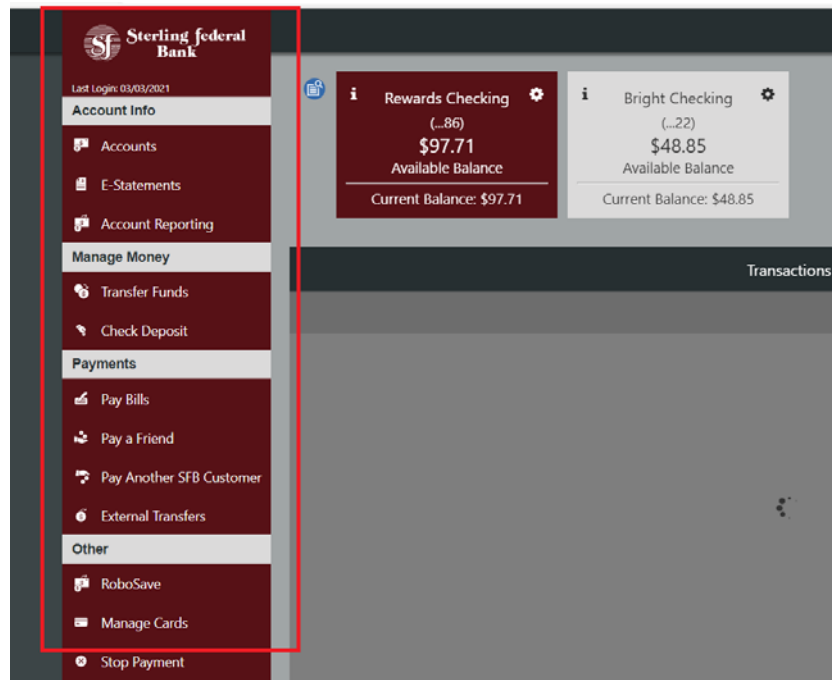 Sterling federal
Bank
Last Login: 03/03/2021
Account Info
Accounts
E-Statements
Account Reporting
Manage Money
Transfer Funds
Check Deposit
Payments
Pay Bills
Pay a Friend
Pay Another SFB Customer
External Transfers
Other
RoboSave
Manage Cards
Stop Payment
Rewards Checking
(...86)
$97.71
Available Balance
Current Balance: $97.71
Bright Checking
(...22)
$48.85
Available Balance
Current Balance: $48.85
Transactions